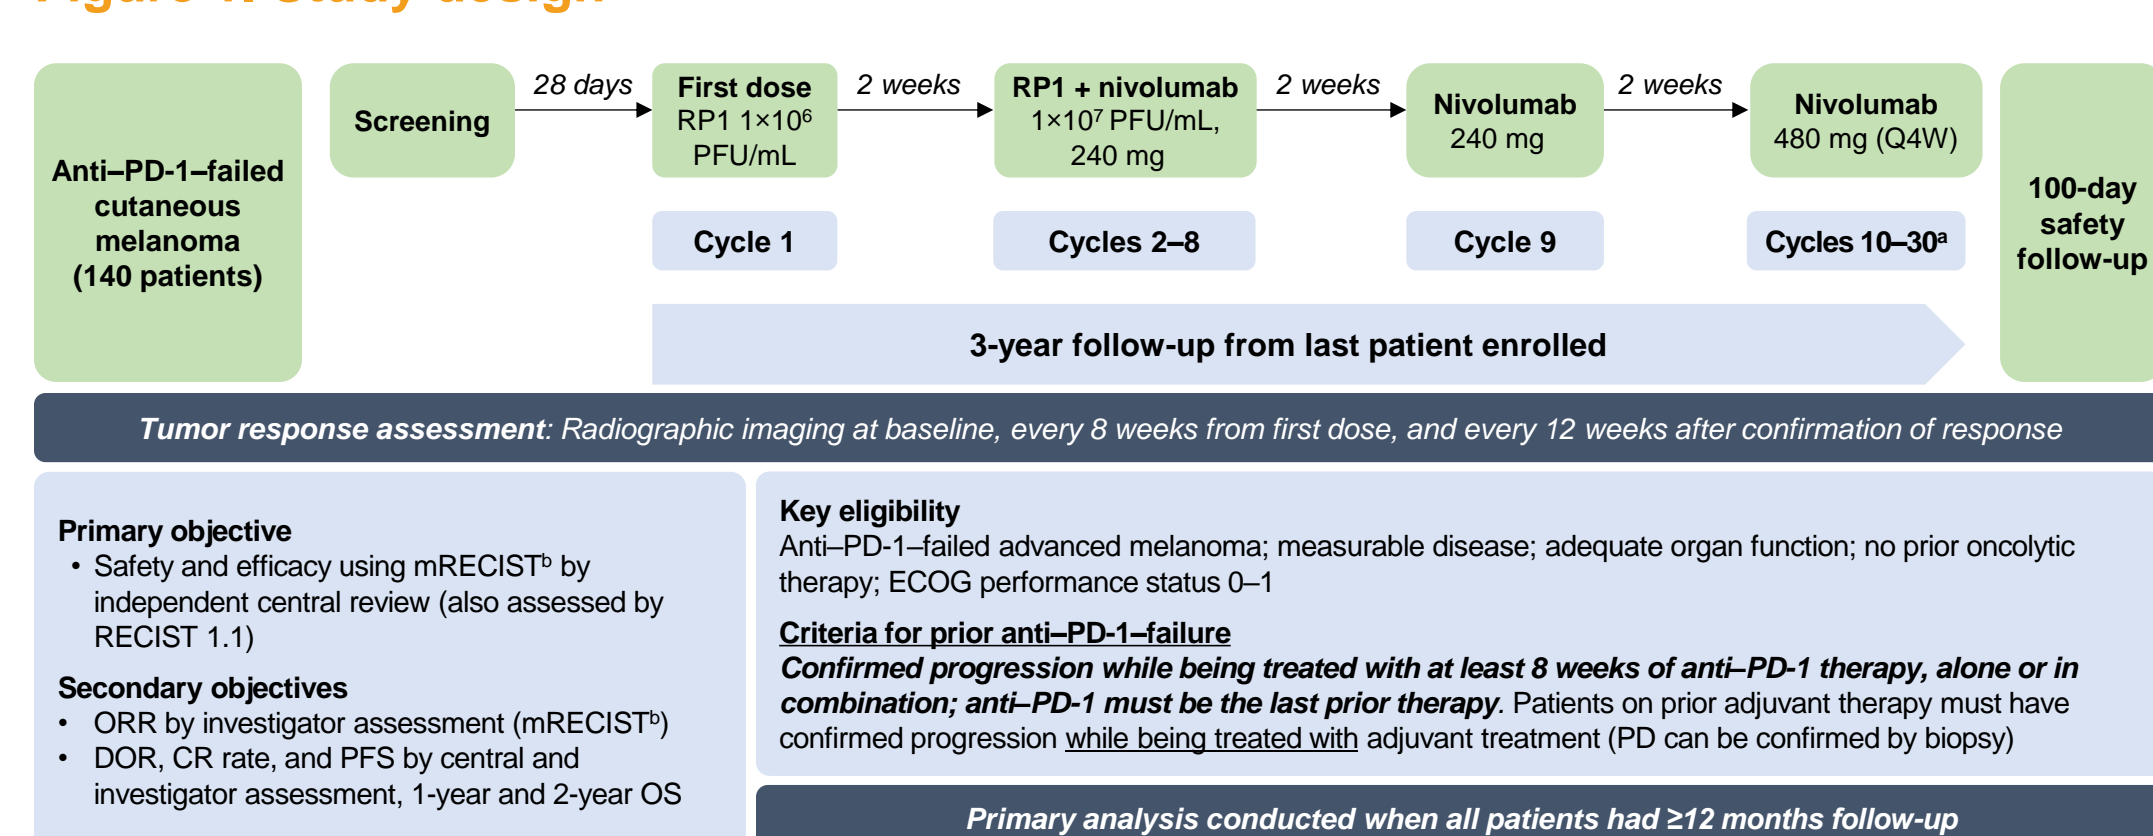 Figure 1. Study design
Anti–PD-1–failed
cutaneous
melanoma
(140 patients)
Screening
28 days
First dose
RP1 1×10⁶
PFU/mL
2 weeks
RP1 + nivolumab
1×10⁷ PFU/mL,
240 mg
2 weeks
Nivolumab
240 mg
2 weeks
Nivolumab
480 mg (Q4W)
Cycle 1
Cycles 2–8
Cycle 9
Cycles 10–30ᵃ
3-year follow-up from last patient enrolled
100-day
safety
follow-up
Tumor response assessment: Radiographic imaging at baseline, every 8 weeks from first dose, and every 12 weeks after confirmation of response
Primary objective
• Safety and efficacy using mRECISTᵇ by
independent central review (also assessed by
RECIST 1.1)
Secondary objectives
• ORR by investigator assessment (mRECISTᵇ)
• DOR, CR rate, and PFS by central and
investigator assessment, 1-year and 2-year OS
Key eligibility
Anti–PD-1–failed advanced melanoma; measurable disease; adequate organ function; no prior oncolytic
therapy; ECOG performance status 0–1
Criteria for prior anti–PD-1–failure
Confirmed progression while being treated with at least 8 weeks of anti–PD-1 therapy, alone or in
combination; anti–PD-1 must be the last prior therapy. Patients on prior adjuvant therapy must have
confirmed progression while being treated with adjuvant treatment (PD can be confirmed by biopsy)
Primary analysis conducted when all patients had ≥12 months follow-up